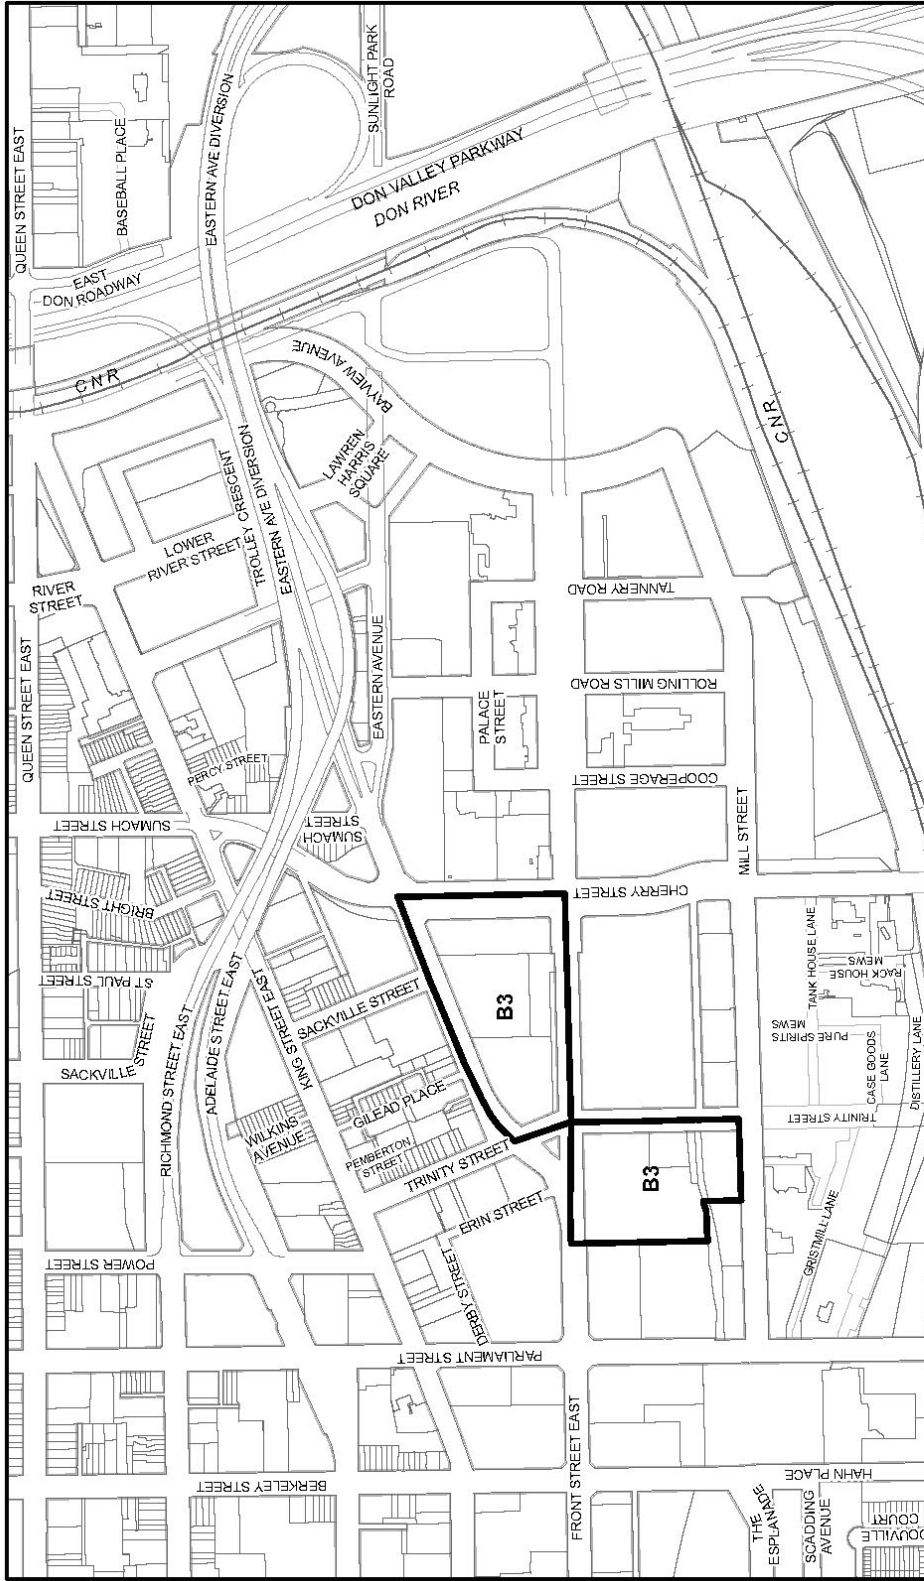 QUEEN STREET EAST
BASEBALL PLACE
EASTERN AVE DIVERSION
SUNLIGHT PARK
ROAD
EAST
DON ROADWAY
DON VALLEY PARKWAY
DON RIVER
CNR
BAYVIEW AVENUE
LAWREN
HARRIS
SQUARE
CNR
TROLLEY CRESCENT
EASTERN AVE DIVERSION
LOWER
RIVER STREET
RIVER
STREET
TANNERY ROAD
QUEEN STREET EAST
EASTERN AVENUE
PALACE
STREET
ROLLING MILLS ROAD
PERCY STREET
COOPERAGE STREET
SUMACH STREET
SUMACH
STREET
MILL STREET
BRIGHT STREET
CHERRY STREET
ST PAUL STREET
TANK HOUSE LANE
RACK HOUSE
MEWS
SACKVILLE
STREET
RICHMOND STREET EAST
ADELAIDE STREET EAST
KING STREET EAST
SACKVILLE STREET
B3
PURE SPIRITS
MEWS
CASE GOODS
LANE
DISTILLERY LANE
WILKINS
AVENUE
GILEAD PLACE
PEMBERTON
STREET
TRINITY STREET
TRINITY STREET
ERIN STREET
B3
GRISTMILL LANE
POWER STREET
DERBY STREET
PARLIAMENT STREET
BERKELEY STREET
FRONT STREET EAST
HAHN PLACE
THE
ESPLANADE
SCADDING
AVENUE
COURT